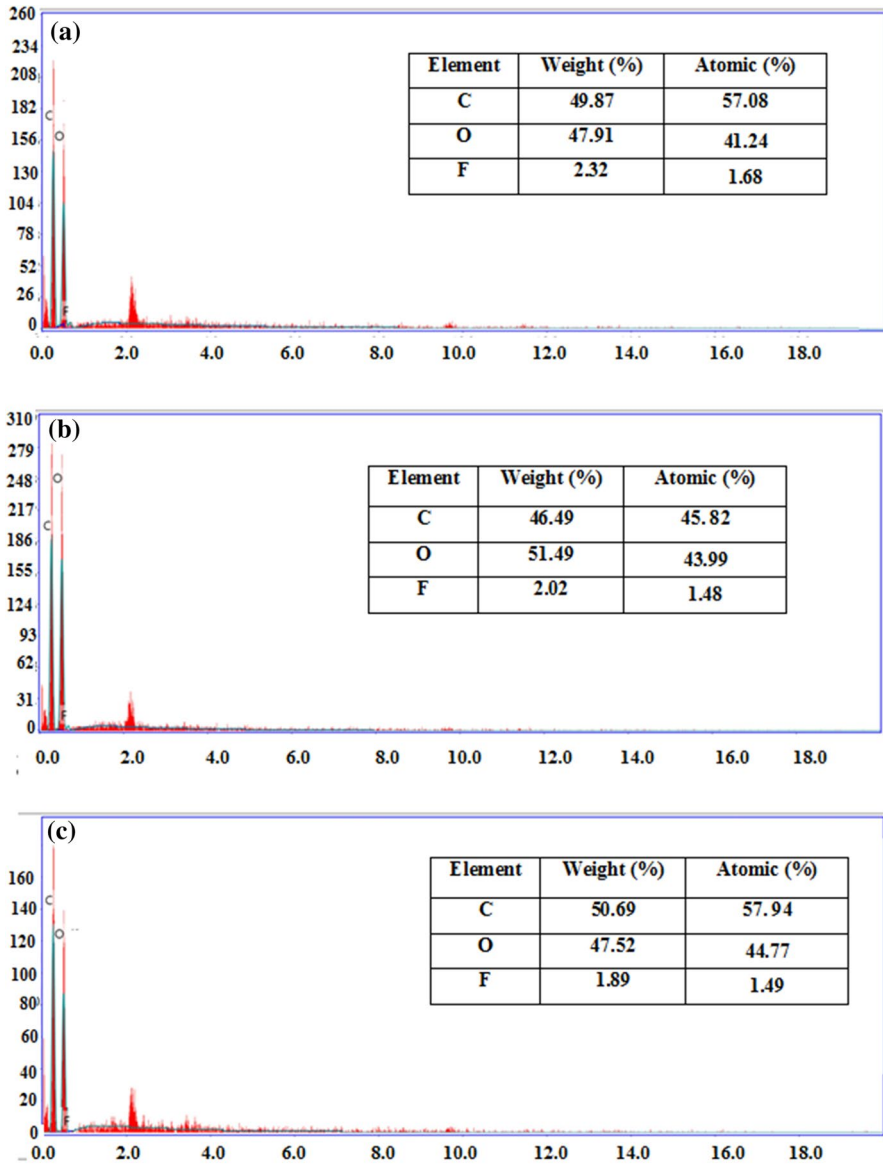 (a)
260
234
208
182
156
130
104
78
52
26
0
C
O
F
Element Weight (%) Atomic (%)
C 49.87 57.08
O 47.91 41.24
F 2.32 1.68
0.0 2.0 4.0 6.0 8.0 10.0 12.0 14.0 16.0 18.0
(b)
310
279
248
217
186
155
124
93
62
31
0
O
C
F
Element Weight (%) Atomic (%)
C 46.49 45.82
O 51.49 43.99
F 2.02 1.48
0.0 2.0 4.0 6.0 8.0 10.0 12.0 14.0 16.0 18.0
(c)
160
140
120
100
80
60
40
20
0
C
O
F
Element Weight (%) Atomic (%)
C 50.69 57.94
O 47.52 44.77
F 1.89 1.49
0.0 2.0 4.0 6.0 8.0 10.0 12.0 14.0 16.0 18.0